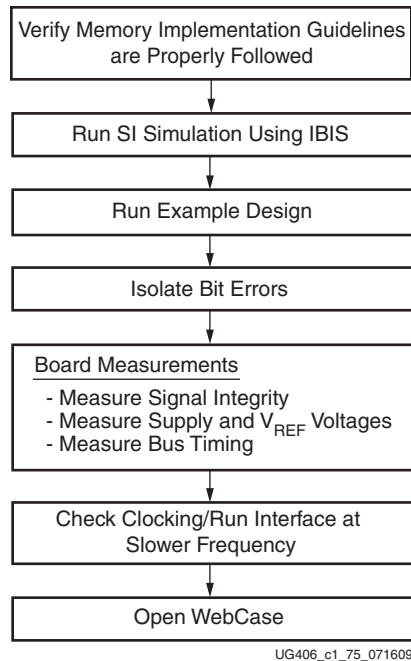 Verify Memory Implementation Guidelines
are Properly Followed
Run SI Simulation Using IBIS
Run Example Design
Isolate Bit Errors
Board Measurements
- Measure Signal Integrity
- Measure Supply and VREF Voltages
- Measure Bus Timing
Check Clocking/Run Interface at
Slower Frequency
Open WebCase
UG406_c1_75_071609